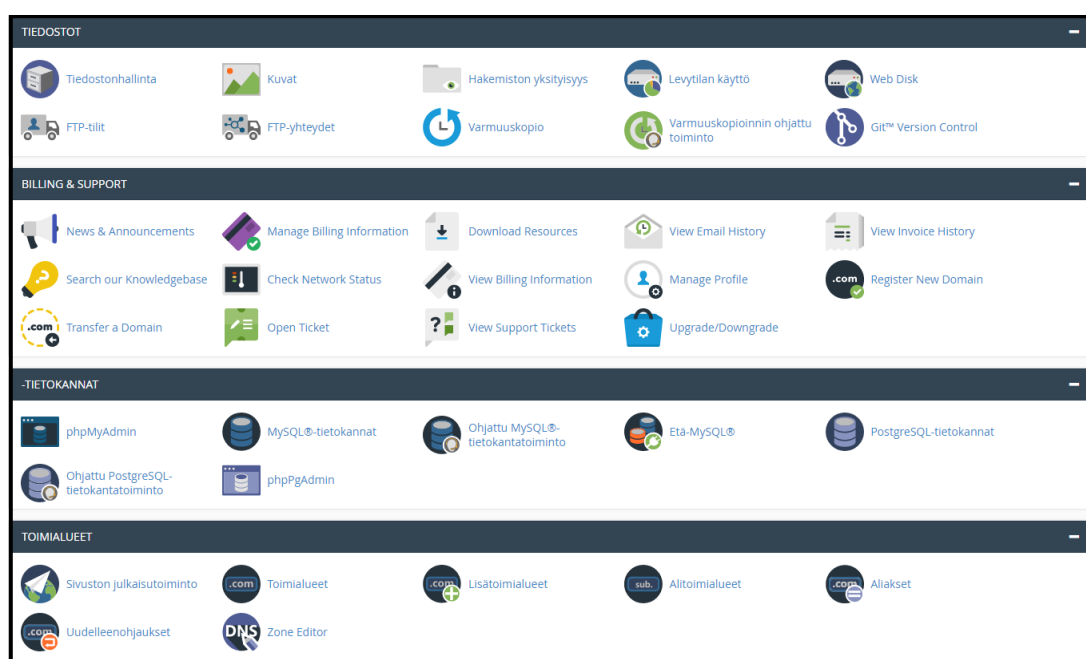 TIEDOSTOT
Tiedostonhallinta
Kuvat
Hakemiston yksityisyys
Levytilan käyttö
Web Disk
FTP-tilit
FTP-yhteydet
Varmuuskopio
Varmuuskopioinnin ohjattu
toiminto
Git™ Version Control
BILLING & SUPPORT
News & Announcements
Manage Billing Information
Download Resources
View Email History
View Invoice History
Search our Knowledgebase
Check Network Status
View Billing Information
Manage Profile
.com
Register New Domain
.com
Transfer a Domain
Open Ticket
View Support Tickets
Upgrade/Downgrade
-TIETOKANNAT
phpMyAdmin
MySQL®-tietokannat
Ohjattu MySQL®-
tietokantatoiminto
Etä-MySQL®
PostgreSQL-tietokannat
Ohjattu PostgreSQL-
tietokantatoiminto
phpPgAdmin
TOIMIALUEET
Sivuston julkaisutoiminto
.com
Toimialueet
.com
Lisätoimialueet
sub.
Alitoimialueet
.com
Aliakset
.com
Uudelleenohjaukset
DNS
Zone Editor